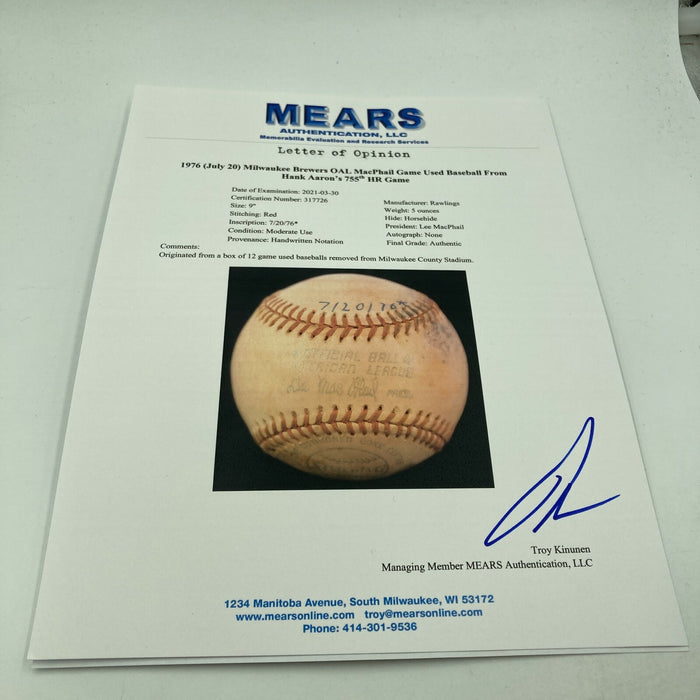 MEARS
AUTHENTICATION, LLC
Memorabilia Evaluation and Research Services
Letter of Opinion
1976 (July 20) Milwaukee Brewers OAL MacPhail Game Used Baseball From
Hank Aaron's 755th HR Game
Date of Examination: 2021-03-30
Certification Number: 317726
Size: 9"
Stitching: Red
Inscription: 7/20/76*
Condition: Moderate Use
Provenance: Handwritten Notation
Manufacturer: Rawlings
Weight: 5 ounces
Hide: Horsehide
President: Lee MacPhail
Autograph: None
Final Grade: Authentic
Comments:
Originated from a box of 12 game used baseballs removed from Milwaukee County Stadium.
7/20/76*
OFFICIAL BALL
AMERICAN LEAGUE
Lee MacPhail PRES.
Troy Kinunen
Managing Member MEARS Authentication, LLC
1234 Manitoba Avenue, South Milwaukee, WI 53172
www.mearsonline.com troy@mearsonline.com
Phone: 414-301-9536